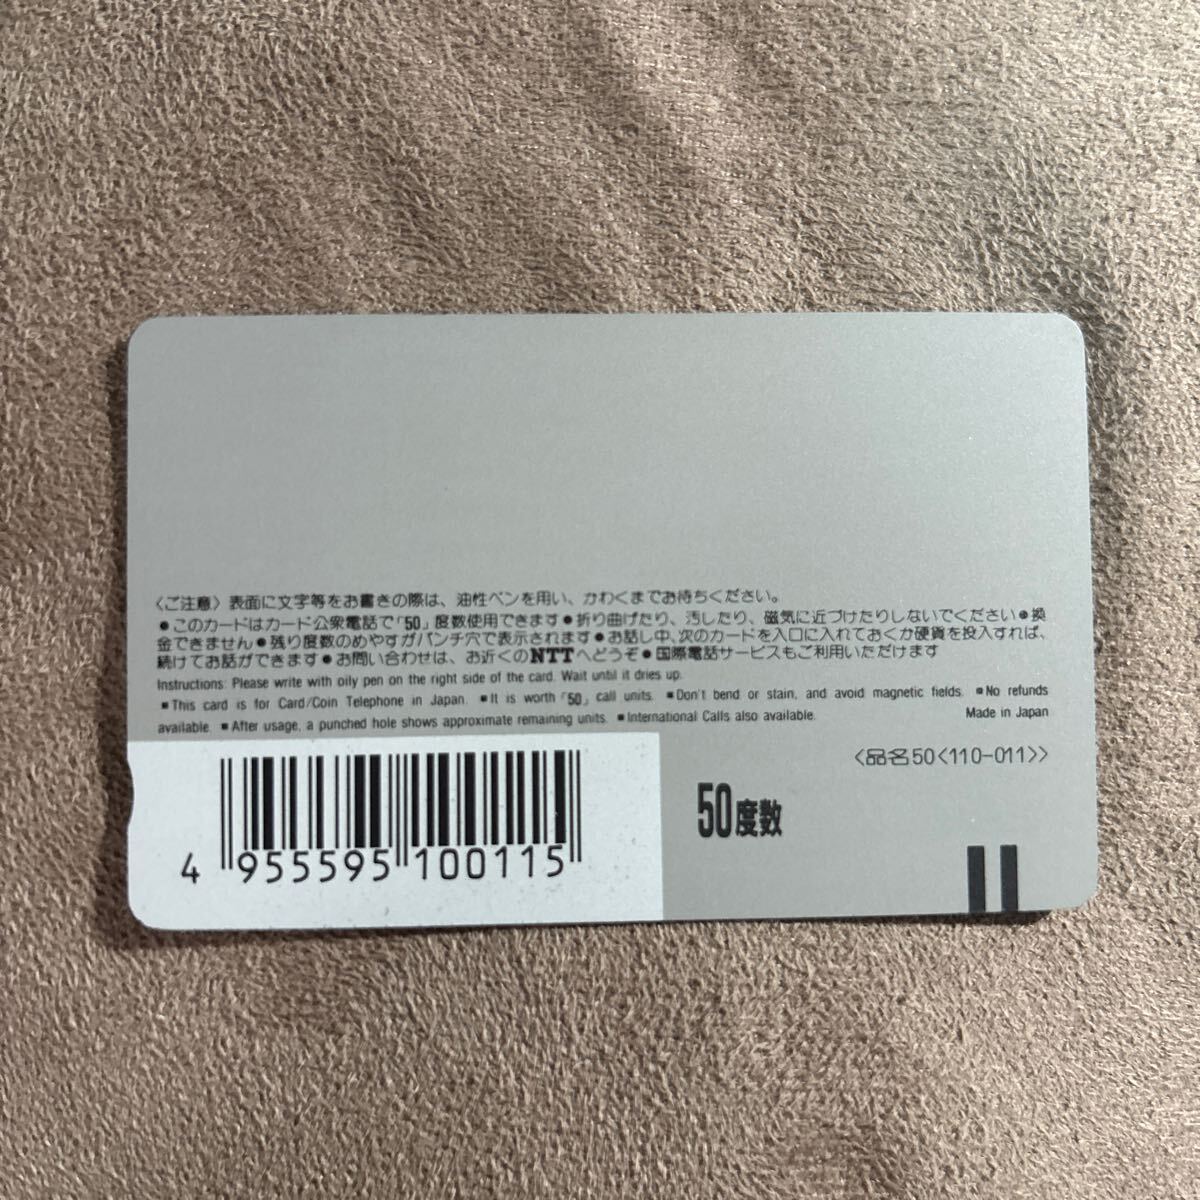 〈ご注意〉表面に文字等をお書きの際は、油性ペンを用い、かわくまでお待ちください。
●このカードはカード公衆電話で「50」度数使用できます●折り曲げたり、汚したり、磁気に近づけたりしないでください●換
金できません●残り度数のめやすがパンチ穴で表示されます●お話し中、次のカードを入口に入れておくか硬貨を投入すれば、
続けてお話ができます●お問い合わせは、お近くのNTTへどうぞ●国際電話サービスもご利用いただけます
Instructions: Please write with oily pen on the right side of the card. Wait until it dries up.
■This card is for Card/Coin Telephone in Japan. ■It is worth「50」call units. ■Don't bend or stain, and avoid magnetic fields. ■No refunds
available. ■After usage, a punched hole shows approximate remaining units. ■International Calls also available.
Made in Japan
〈品名50〈110-011〉〉
50度数
4 955595 100115